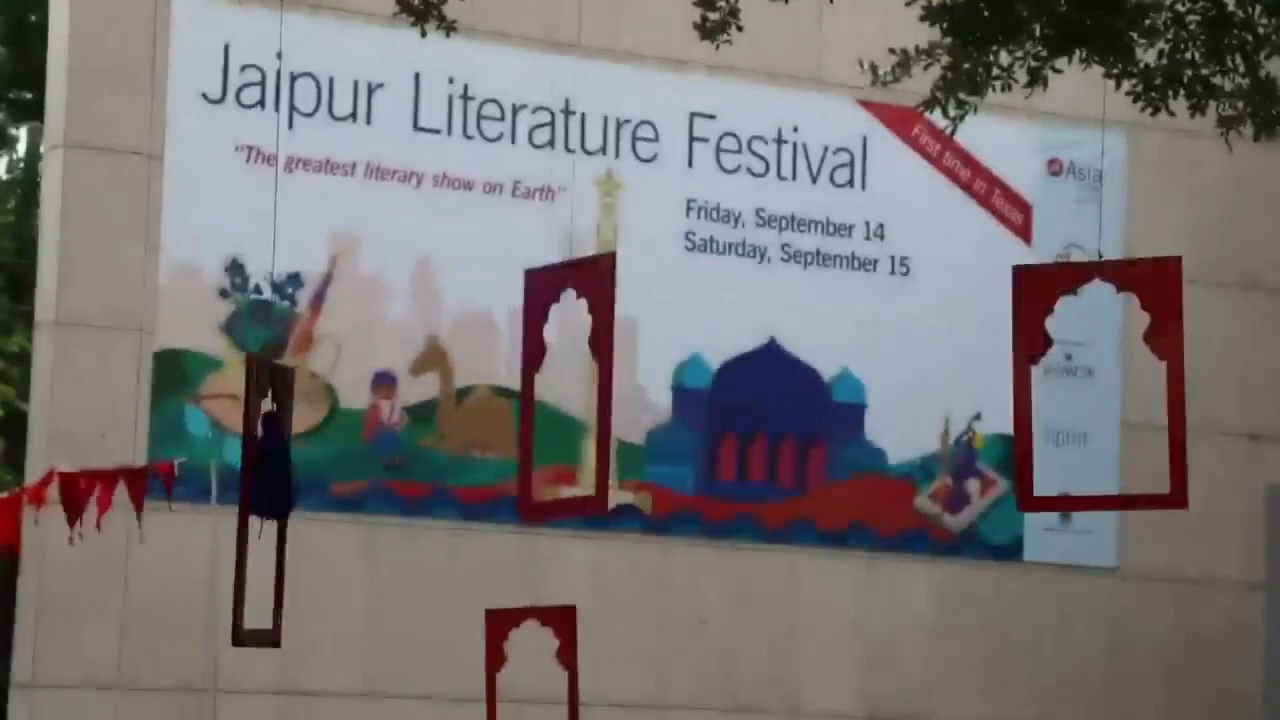 Jaipur Literature Festival
"The greatest literary show on Earth"
First time in Texas
Friday, September 14
Saturday, September 15
Asia